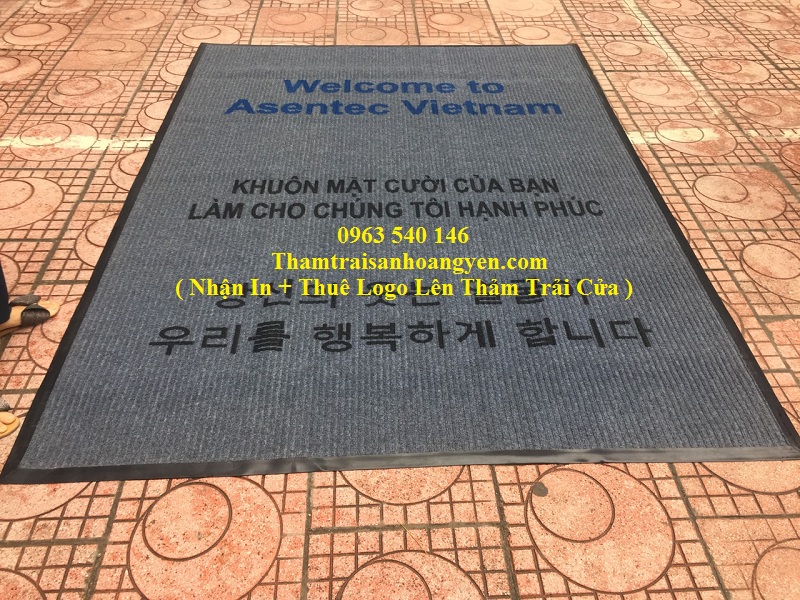 Welcome to
Asentec Vietnam
KHUÔN MẶT CƯỜI CỦA BẠN
LÀM CHO CHÚNG TÔI HẠNH PHÚC
0963 540 146
Thamtraisanhoangyen.com
( Nhận In + Thuê Logo Lên Thảm Trải Cửa )
우리를 행복하게 합니다